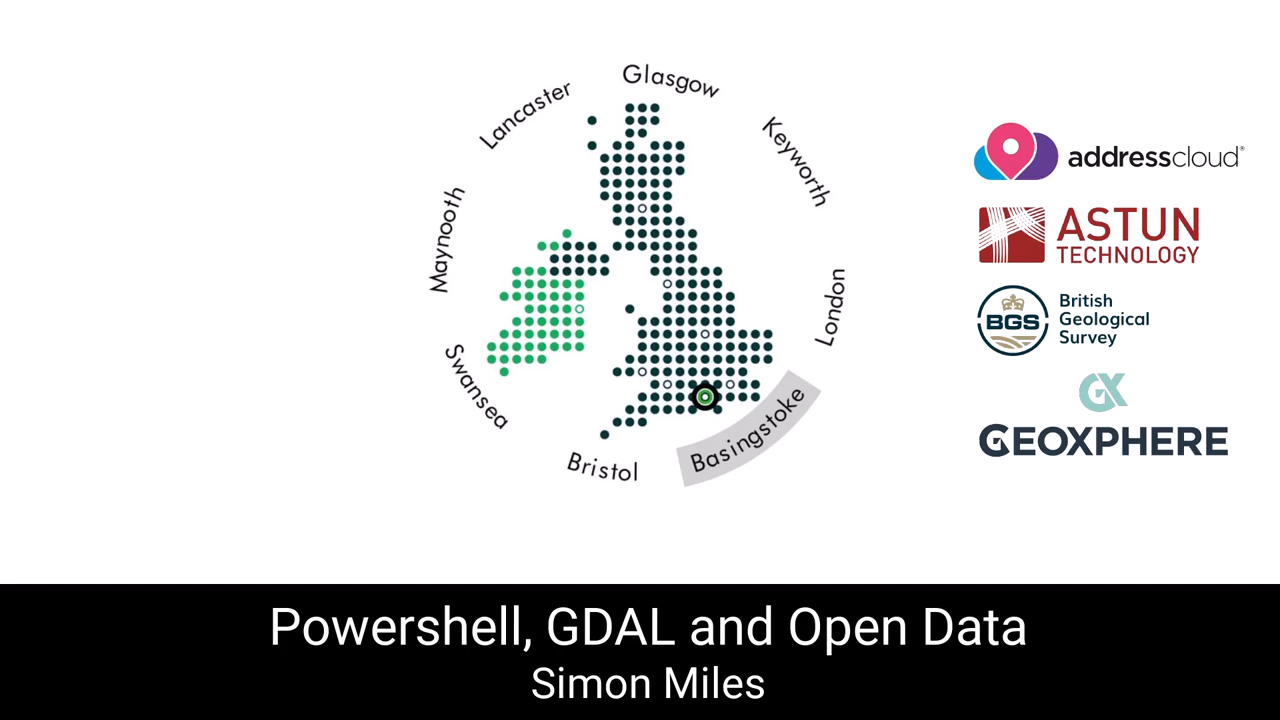 Glasgow
Lancaster
Keyworth
Maynooth
London
Swansea
Basingstoke
Bristol
addresscloud®
ASTUN
TECHNOLOGY
BGS
British
Geological
Survey
GX
GEOXPHERE
Powershell, GDAL and Open Data
Simon Miles